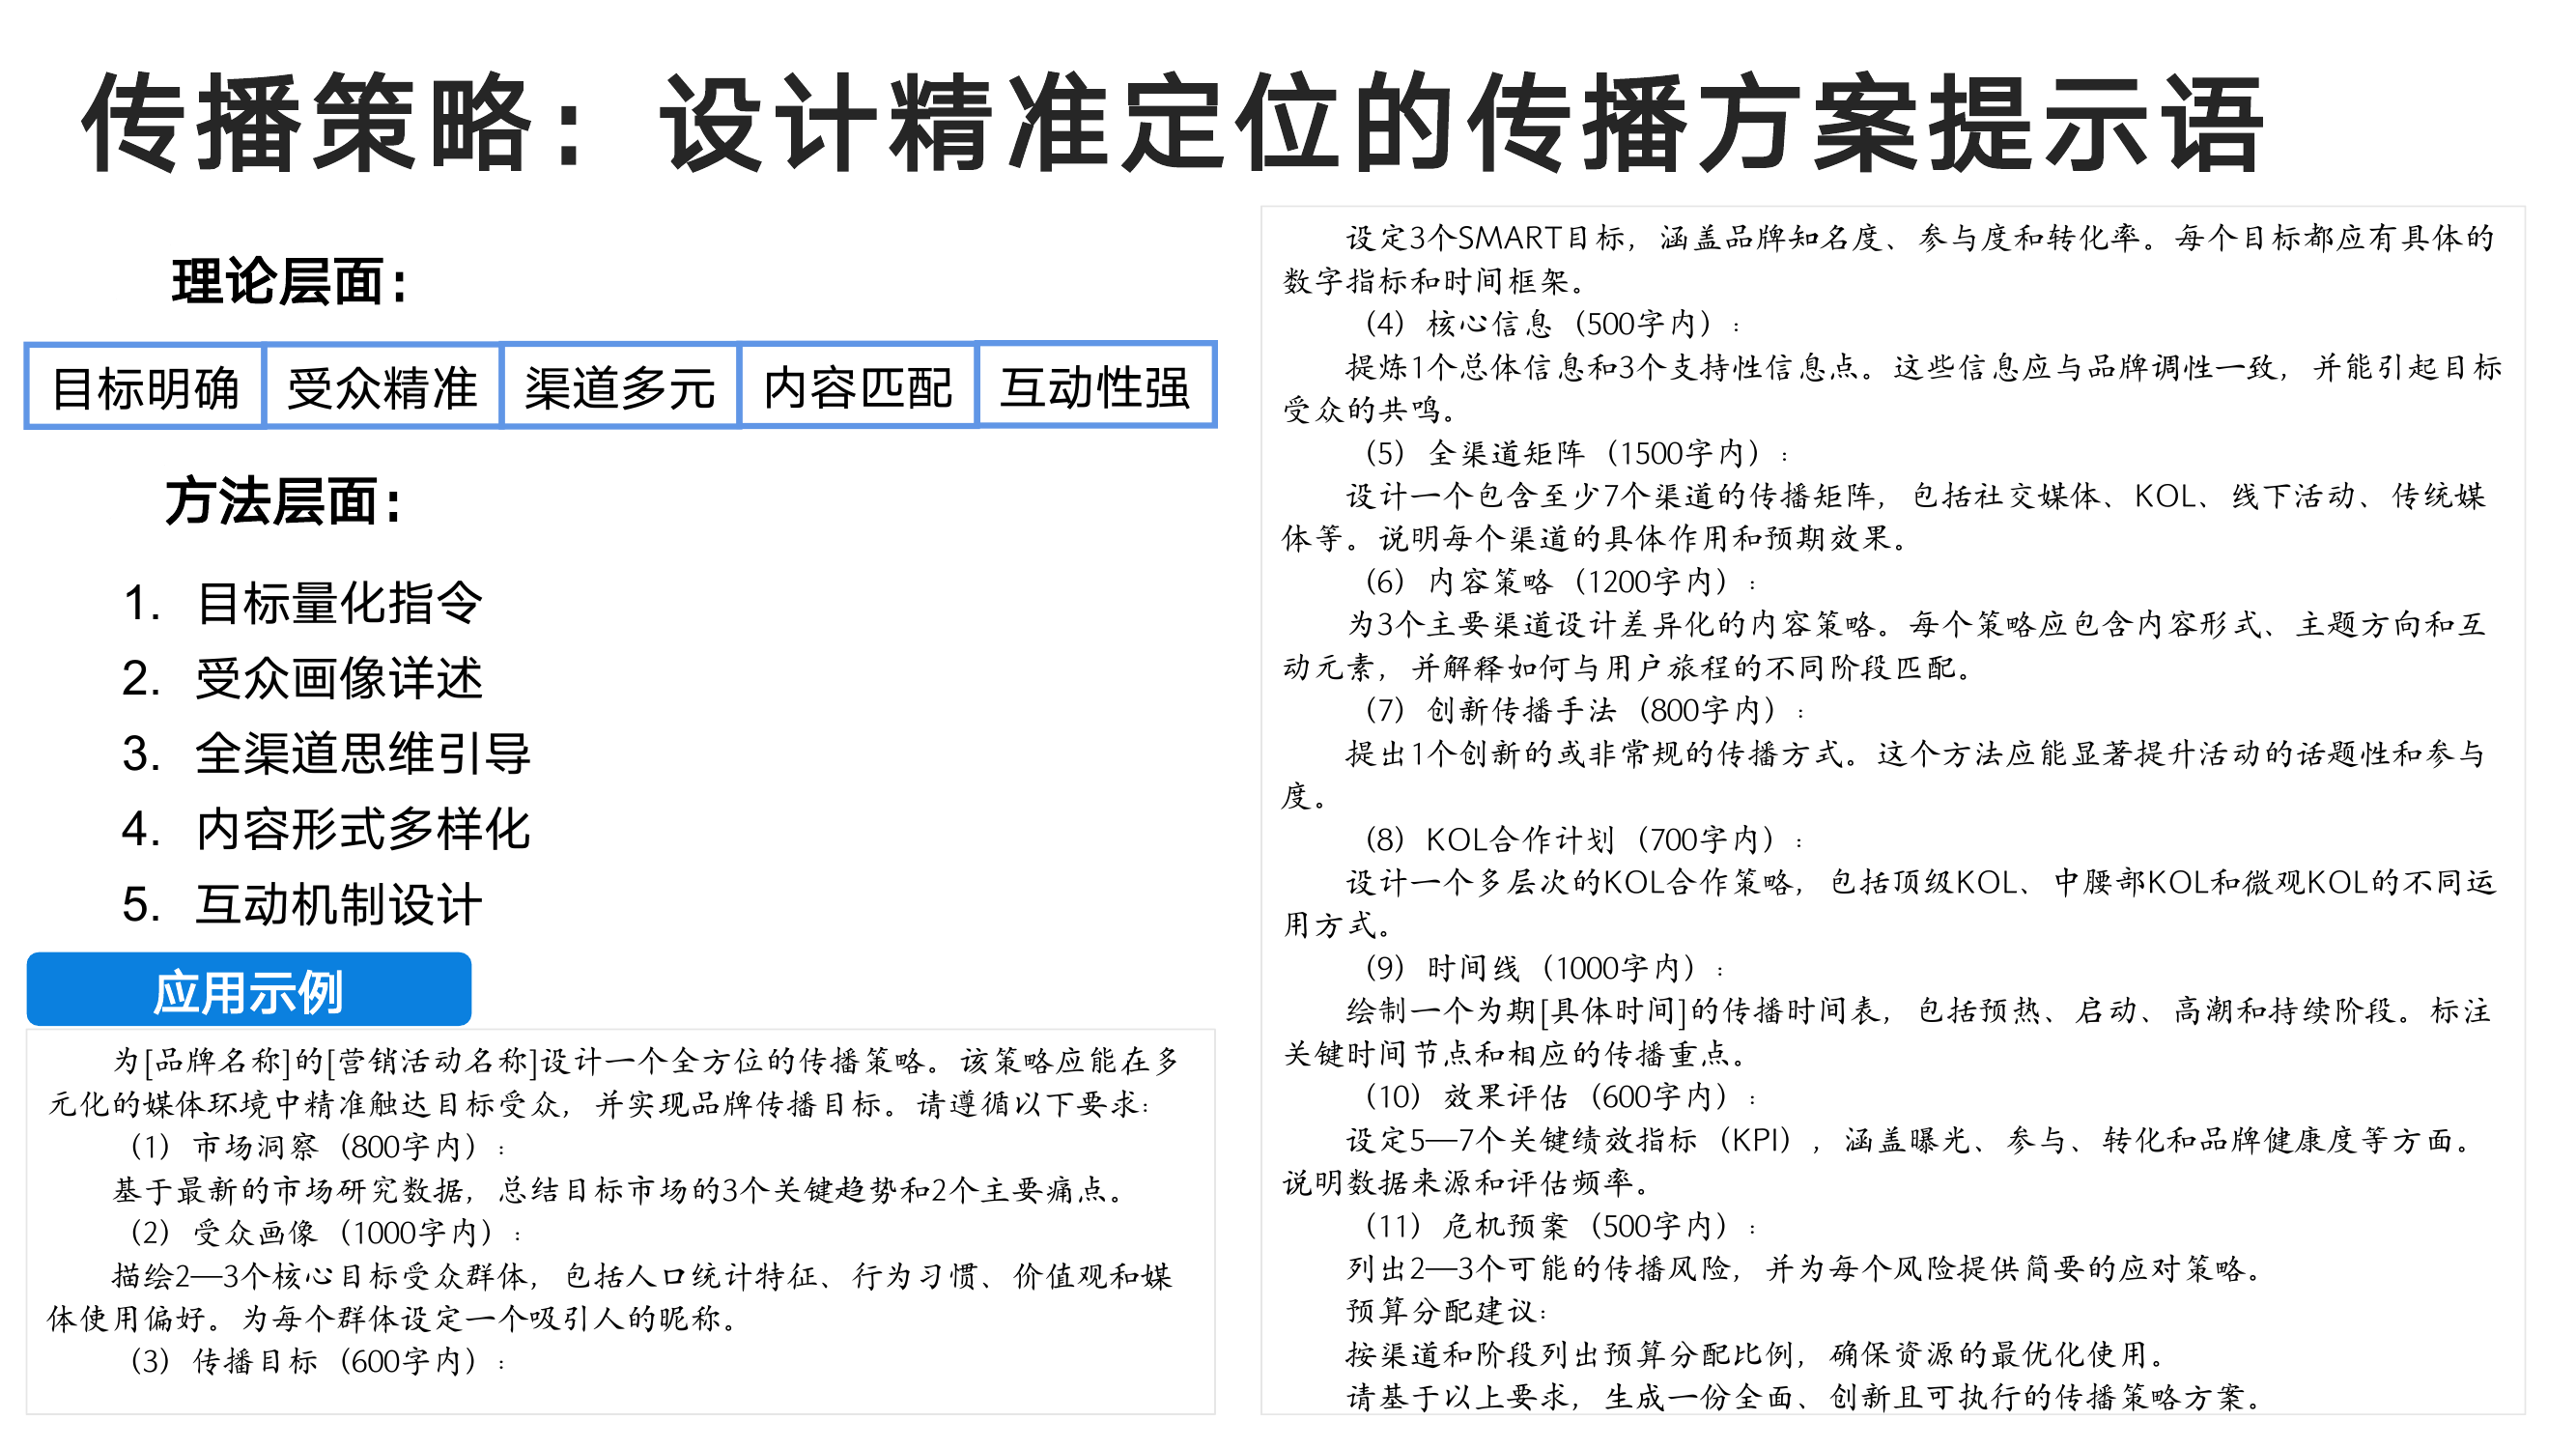 传播策略：设计精准定位的传播方案提示语
理论层面：
目标明确 受众精准 渠道多元 内容匹配 互动性强
方法层面：
1. 目标量化指令
2. 受众画像详述
3. 全渠道思维引导
4. 内容形式多样化
5. 互动机制设计
应用示例
为[品牌名称]的[营销活动名称]设计一个全方位的传播策略。该策略应能在多
元化的媒体环境中精准触达目标受众，并实现品牌传播目标。请遵循以下要求：
（1）市场洞察（800字内）：
基于最新的市场研究数据，总结目标市场的3个关键趋势和2个主要痛点。
（2）受众画像（1000字内）：
描绘2—3个核心目标受众群体，包括人口统计特征、行为习惯、价值观和媒
体使用偏好。为每个群体设定一个吸引人的昵称。
（3）传播目标（600字内）：
设定3个SMART目标，涵盖品牌知名度、参与度和转化率。每个目标都应有具体的
数字指标和时间框架。
（4）核心信息（500字内）：
提炼1个总体信息和3个支持性信息点。这些信息应与品牌调性一致，并能引起目标
受众的共鸣。
（5）全渠道矩阵（1500字内）：
设计一个包含至少7个渠道的传播矩阵，包括社交媒体、KOL、线下活动、传统媒
体等。说明每个渠道的具体作用和预期效果。
（6）内容策略（1200字内）：
为3个主要渠道设计差异化的内容策略。每个策略应包含内容形式、主题方向和互
动元素，并解释如何与用户旅程的不同阶段匹配。
（7）创新传播手法（800字内）：
提出1个创新的或非常规的传播方式。这个方法应能显著提升活动的话题性和参与
度。
（8）KOL合作计划（700字内）：
设计一个多层次的KOL合作策略，包括顶级KOL、中腰部KOL和微观KOL的不同运
用方式。
（9）时间线（1000字内）：
绘制一个为期[具体时间]的传播时间表，包括预热、启动、高潮和持续阶段。标注
关键时间节点和相应的传播重点。
（10）效果评估（600字内）：
设定5—7个关键绩效指标（KPI），涵盖曝光、参与、转化和品牌健康度等方面。
说明数据来源和评估频率。
（11）危机预案（500字内）：
列出2—3个可能的传播风险，并为每个风险提供简要的应对策略。
预算分配建议：
按渠道和阶段列出预算分配比例，确保资源的最优化使用。
请基于以上要求，生成一份全面、创新且可执行的传播策略方案。